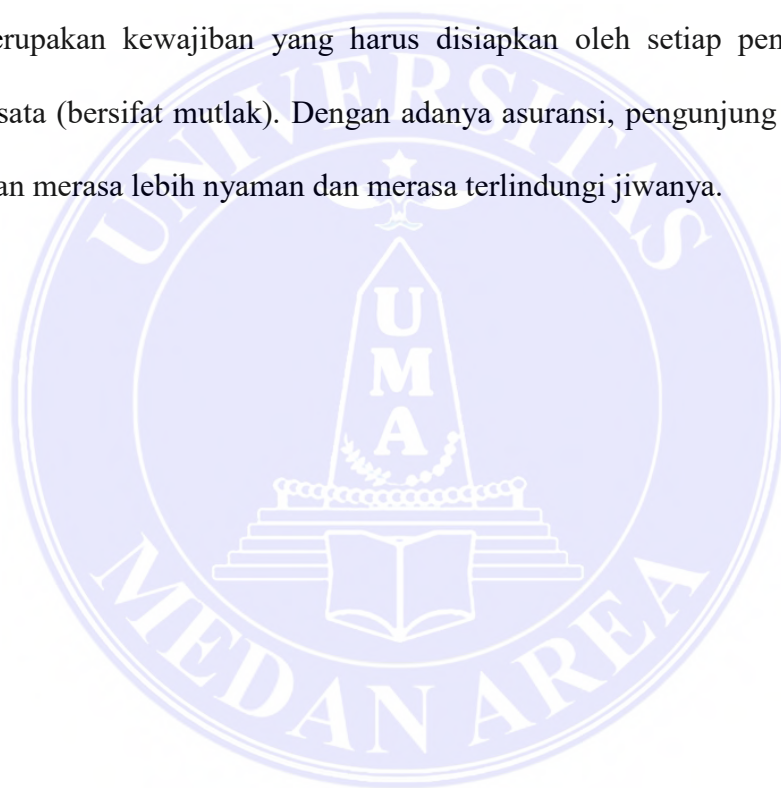 erupakan kewajiban yang harus disiapkan oleh setiap pen
sata (bersifat mutlak). Dengan adanya asuransi, pengunjung
an merasa lebih nyaman dan merasa terlindungi jiwanya.
UNIVERSITAS
U
M
A
MEDAN AREA